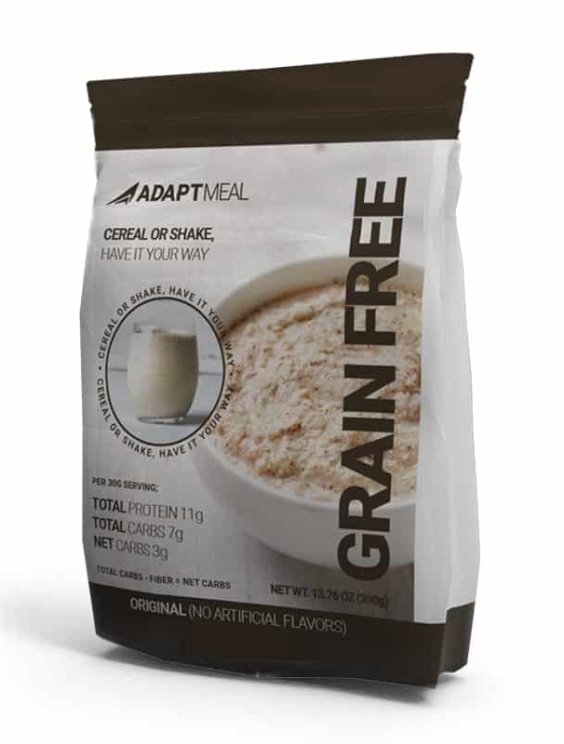 ADAPTMEAL
CEREAL OR SHAKE,
HAVE IT YOUR WAY
• CEREAL OR SHAKE, HAVE IT YOUR WAY •
CEREAL OR SHAKE, HAVE IT YOUR WAY
GRAIN FREE
PER 30G SERVING:
TOTAL PROTEIN 11g
TOTAL CARBS 7g
NET CARBS 3g
TOTAL CARBS - FIBER = NET CARBS
NET WT. 13.76 OZ (390g)
ORIGINAL (NO ARTIFICIAL FLAVORS)